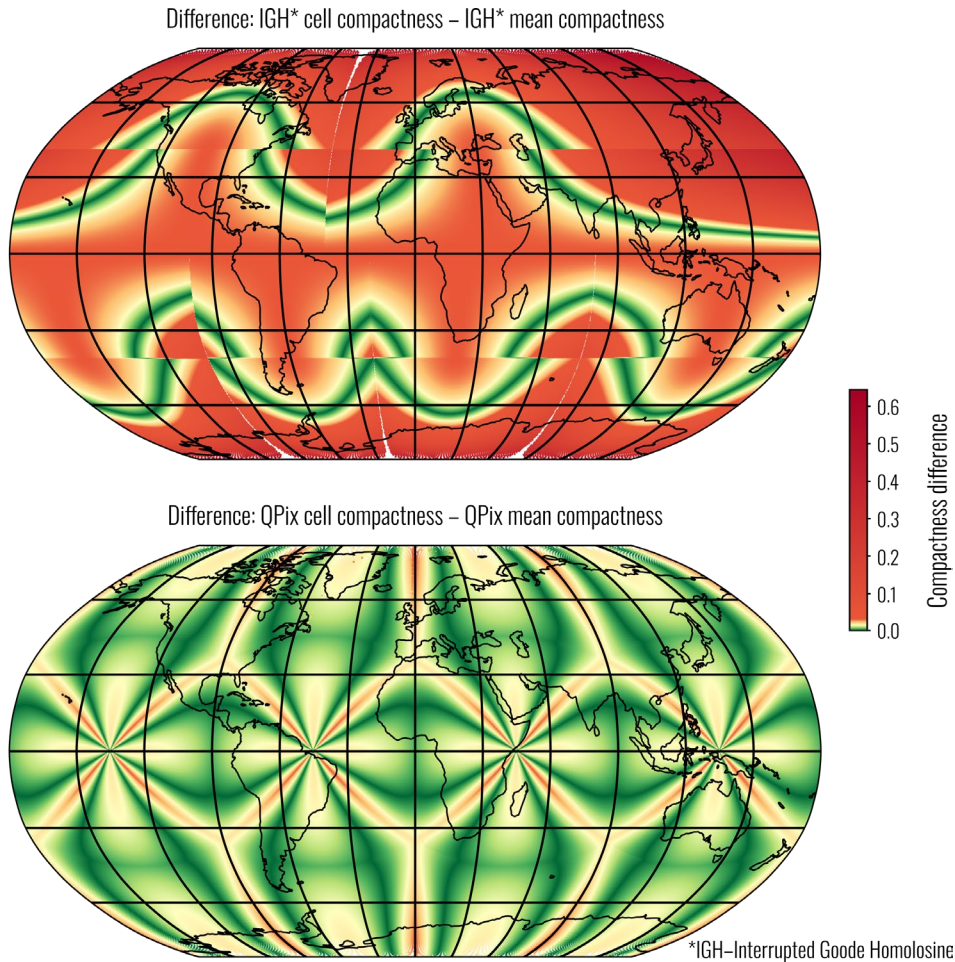 Difference: IGH* cell compactness – IGH* mean compactness
0.6
0.5
0.4
0.3
0.2
0.1
0.0
Compactness difference
Difference: QPix cell compactness – QPix mean compactness
*IGH–Interrupted Goode Homolosine